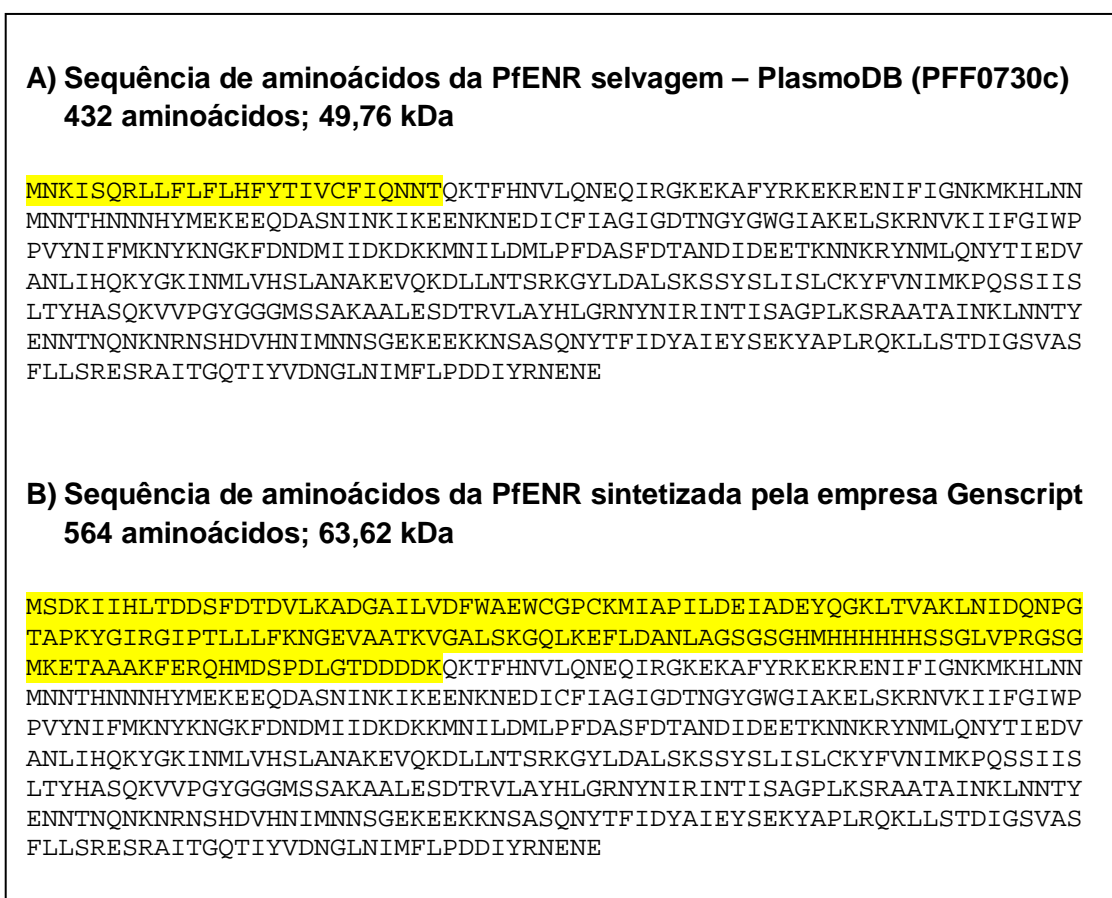 A) Sequência de aminoácidos da PfENR selvagem – PlasmoDB (PFF0730c)
432 aminoácidos; 49,76 kDa
MNKISQRLLFLFLHFYTIVCFIQNNTQKTFHNVLQNEQIRGKEKAFYRKEKRENIFIGNKMKHLNN
MNNTHNNNHYMEKEEQDASNINKIKEENKNEDICFIAGIGDTNGYGWGIAKELSKRNVKIIFGIWP
PVYNIFMKNYKNGKFDNDMIIDKDKKMNILDMLPFDASFDTANDIDEETKNNKRYNMLQNYTIEDV
ANLIHQKYGKINMLVHSLANAKEVQKDLLNTSRKGYLDALSKSSYSLISLCKYFVNIMKPQSSIIS
LTYHASQKVVPGYGGGMSSAKAALESDTRVLAYHLGRNYNIRINTISAGPLKSRAATAINKLNNTY
ENNTNQNKNRNSHDVHNIMNNSGEKEEKKNSASQNYTFIDYAIEYSEKYAPLRQKLLSTDIGSVAS
FLLSRESRAITGQTIYVDNGLNIMFLPDDIYRNENE
B) Sequência de aminoácidos da PfENR sintetizada pela empresa Genscript
564 aminoácidos; 63,62 kDa
MSDKIIHLTDDSFDTDVLKADGAILVDFWAEWCGPCKMIAPILDEIADEYQGKLTVAKLNIDQNPG
TAPKYGIRGIPTLLLFKNGEVAATKVGALSKGQLKEFLDANLAGSGSGHMHHHHHHSSGLVPRGSG
MKETAAAKFERQHMDSPDLGTDDDDKQKTFHNVLQNEQIRGKEKAFYRKEKRENIFIGNKMKHLNN
MNNTHNNNHYMEKEEQDASNINKIKEENKNEDICFIAGIGDTNGYGWGIAKELSKRNVKIIFGIWP
PVYNIFMKNYKNGKFDNDMIIDKDKKMNILDMLPFDASFDTANDIDEETKNNKRYNMLQNYTIEDV
ANLIHQKYGKINMLVHSLANAKEVQKDLLNTSRKGYLDALSKSSYSLISLCKYFVNIMKPQSSIIS
LTYHASQKVVPGYGGGMSSAKAALESDTRVLAYHLGRNYNIRINTISAGPLKSRAATAINKLNNTY
ENNTNQNKNRNSHDVHNIMNNSGEKEEKKNSASQNYTFIDYAIEYSEKYAPLRQKLLSTDIGSVAS
FLLSRESRAITGQTIYVDNGLNIMFLPDDIYRNENE